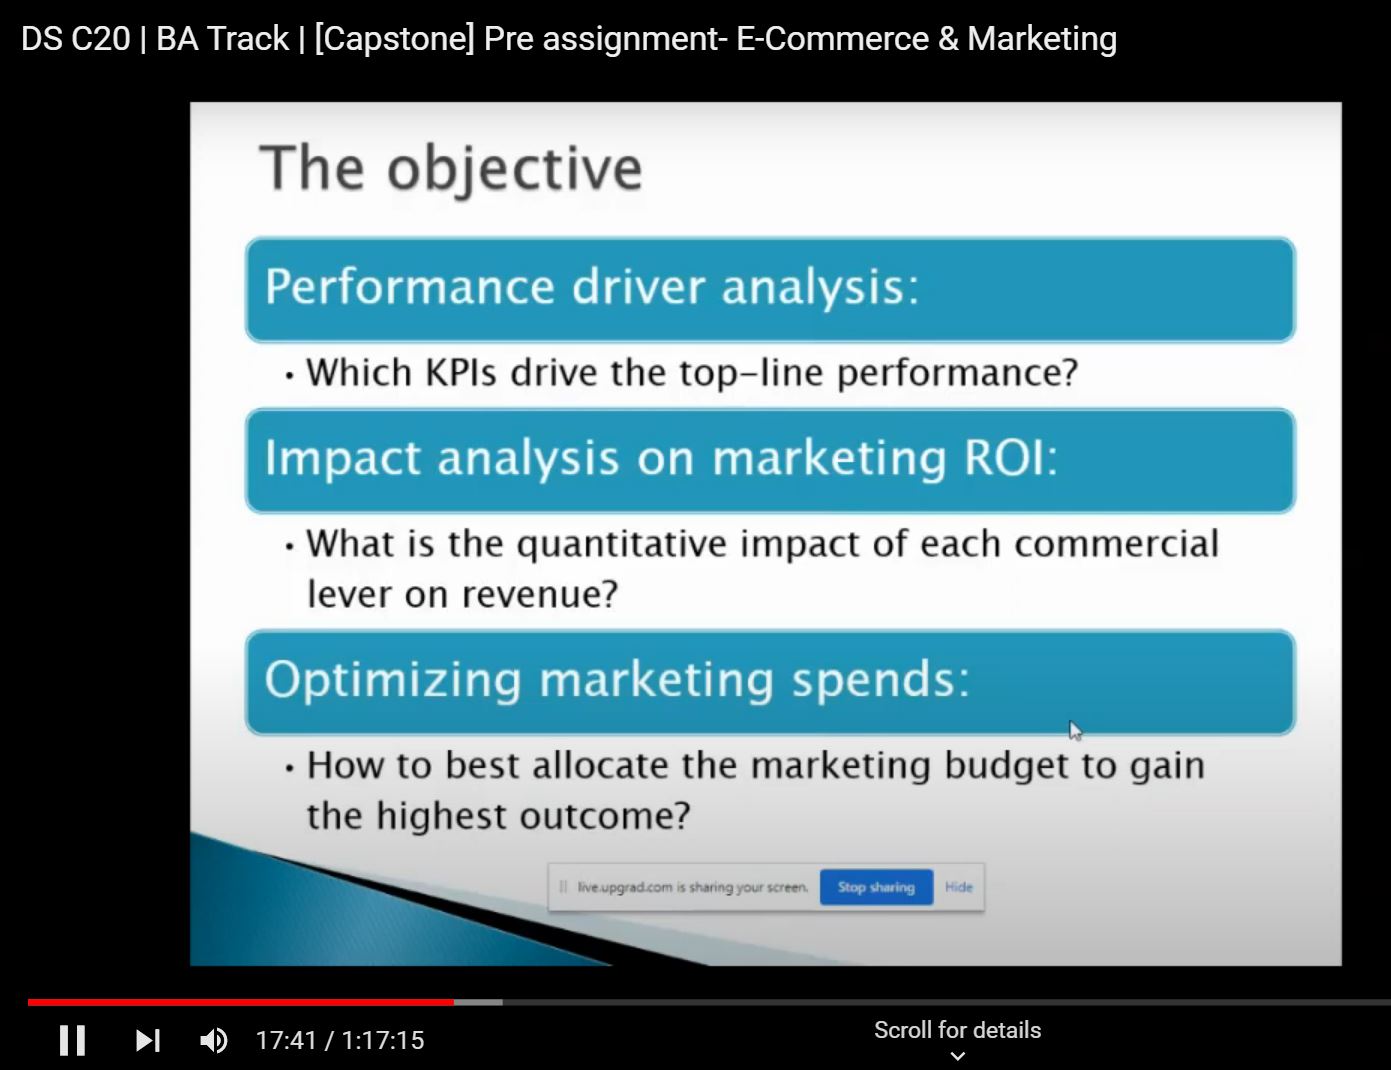 DS C20 | BA Track | [Capstone] Pre assignment- E-Commerce & Marketing
The objective
Performance driver analysis:
• Which KPIs drive the top-line performance?
Impact analysis on marketing ROI:
• What is the quantitative impact of each commercial
lever on revenue?
Optimizing marketing spends:
• How to best allocate the marketing budget to gain
the highest outcome?
live.upgrad.com is sharing your screen. Stop sharing Hide
17:41 / 1:17:15
Scroll for details